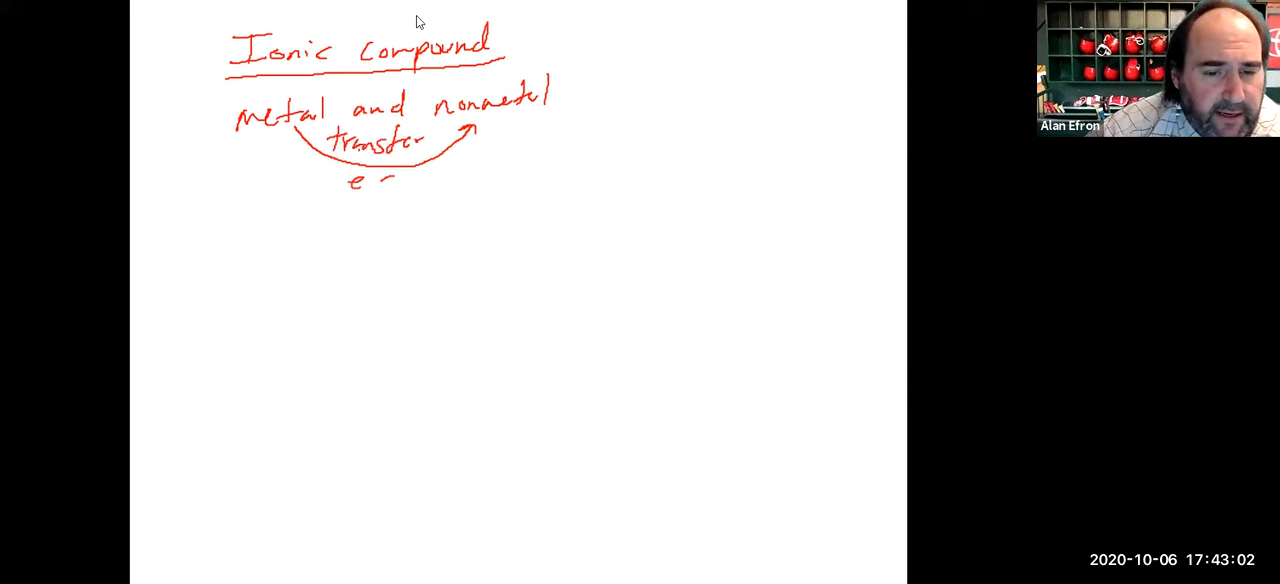 Ionic compound
metal and nonmetal
transfer
e -
Alan Efron
2020-10-06 17:43:02